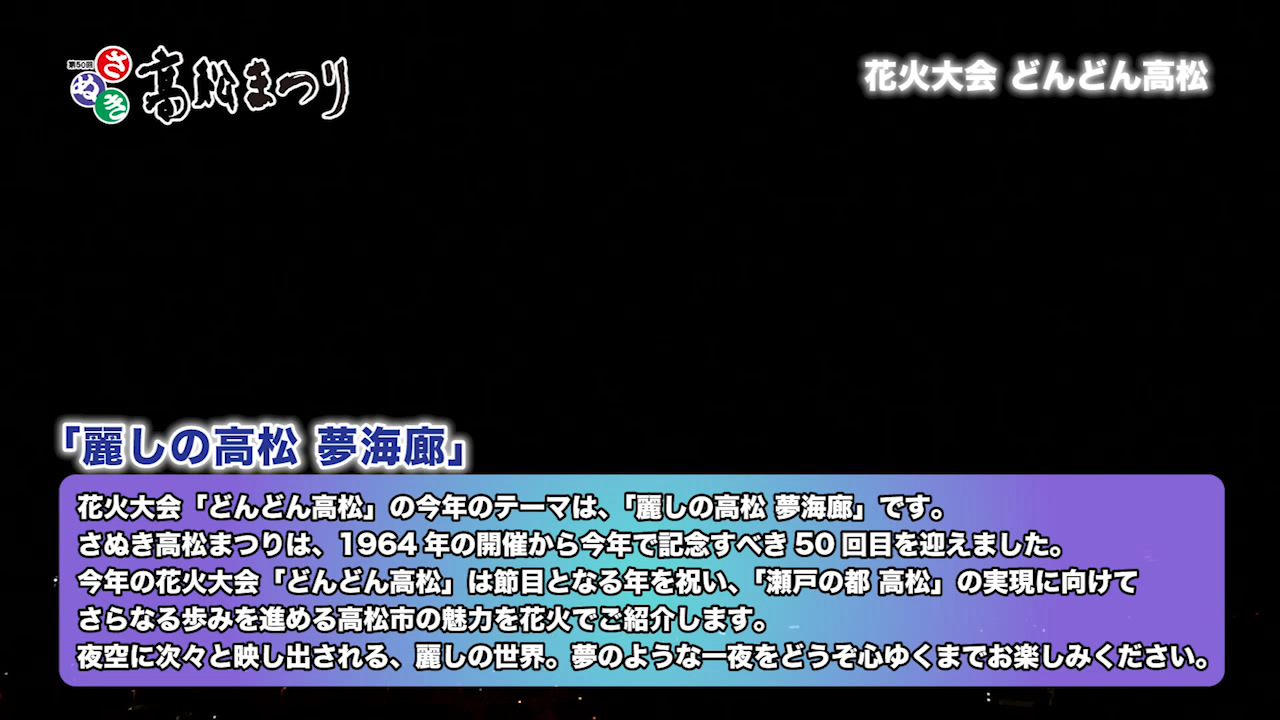 第50回
さぬき
高松まつり
花火大会 どんどん高松
「麗しの高松 夢海廊」
花火大会「どんどん高松」の今年のテーマは、「麗しの高松 夢海廊」です。
さぬき高松まつりは、1964年の開催から今年で記念すべき50回目を迎えました。
今年の花火大会「どんどん高松」は節目となる年を祝い、「瀬戸の都 高松」の実現に向けて
さらなる歩みを進める高松市の魅力を花火でご紹介します。
夜空に次々と映し出される、麗しの世界。夢のような一夜をどうぞ心ゆくまでお楽しみください。